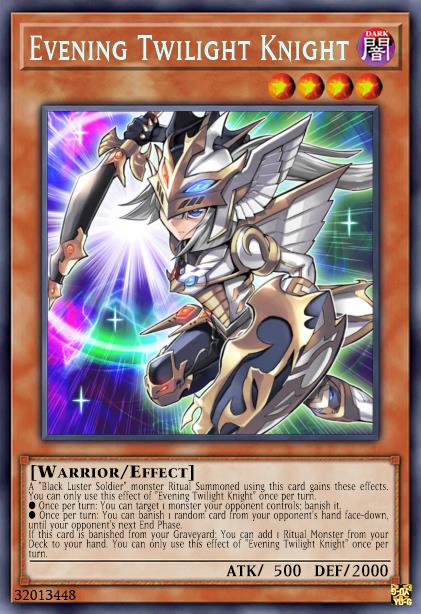 Evening Twilight Knight
DARK
闇
[Warrior/Effect]
A "Black Luster Soldier" monster Ritual Summoned using this card gains these effects.
You can only use this effect of "Evening Twilight Knight" once per turn.
● Once per turn: You can target 1 monster your opponent controls; banish it.
● Once per turn: You can banish 1 random card from your opponent's hand face-down,
until your opponent's next End Phase.
If this card is banished from your Graveyard: You can add 1 Ritual Monster from your
Deck to your hand. You can only use this effect of "Evening Twilight Knight" once per
turn.
ATK/ 500 DEF/2000
32013448